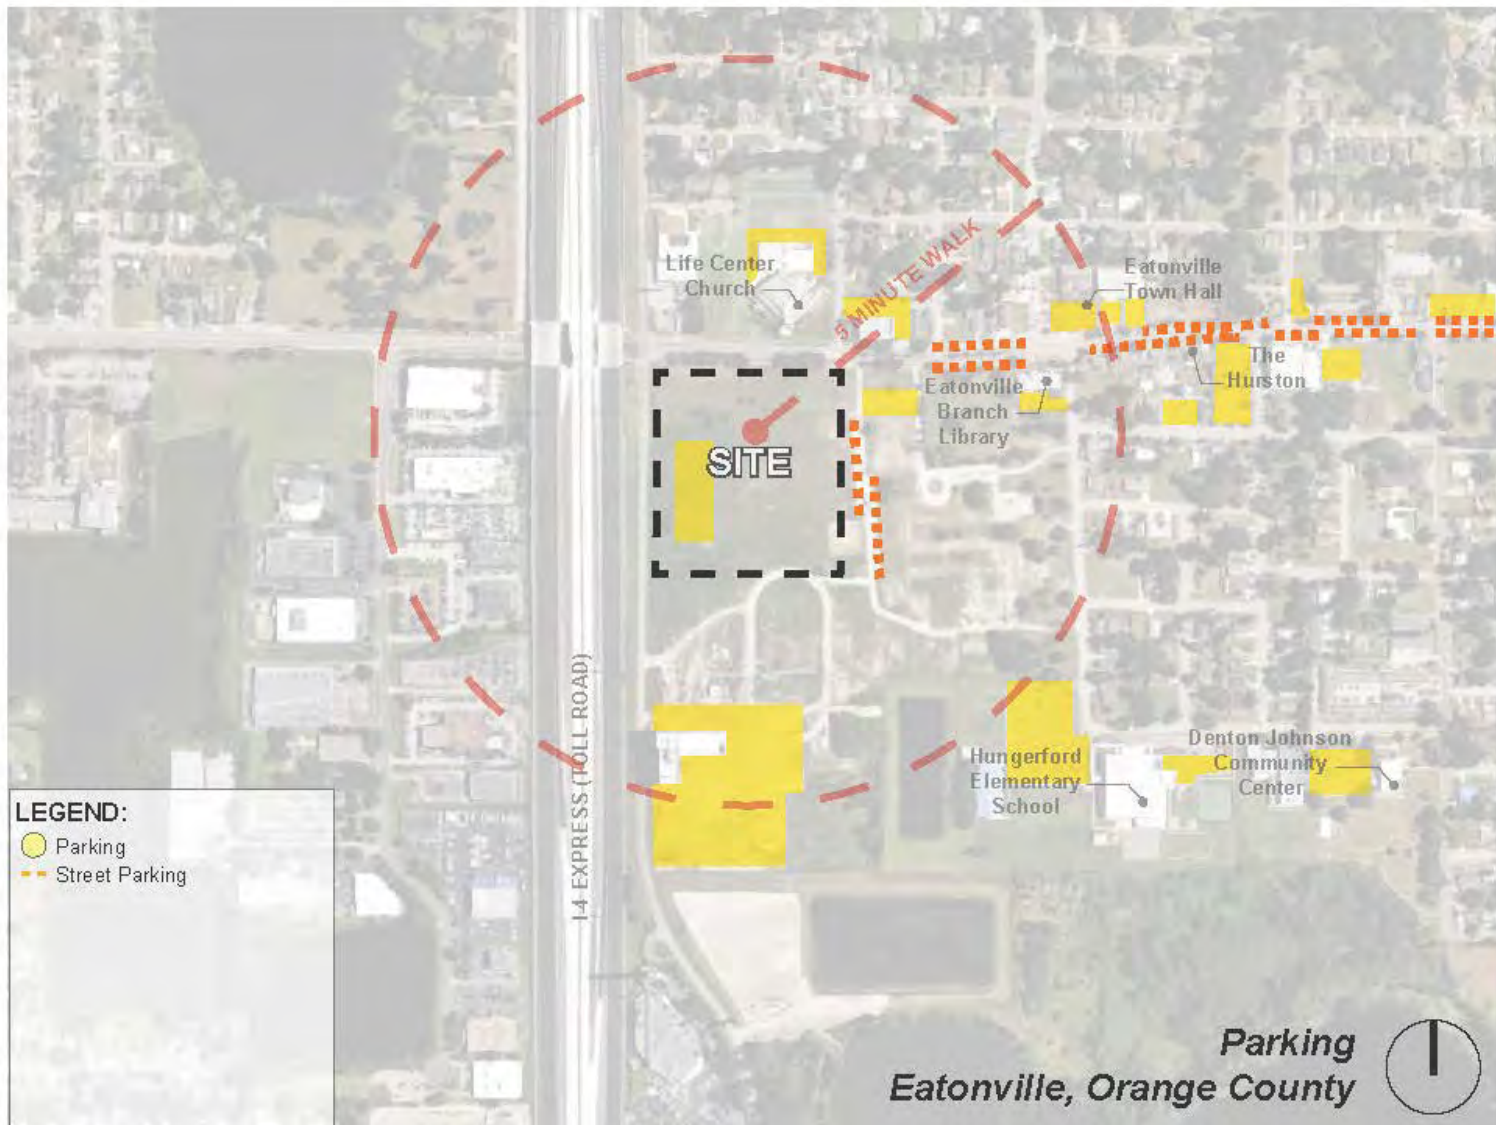 Life Center
Church
5 MINUTE WALK
Eatonville
Town Hall
The
Hurston
Eatonville
Branch
Library
SITE
I-4 EXPRESS (TOLL ROAD)
Hungerford
Elementary
School
Denton Johnson
Community
Center
LEGEND:
Parking
Street Parking
Parking
Eatonville, Orange County